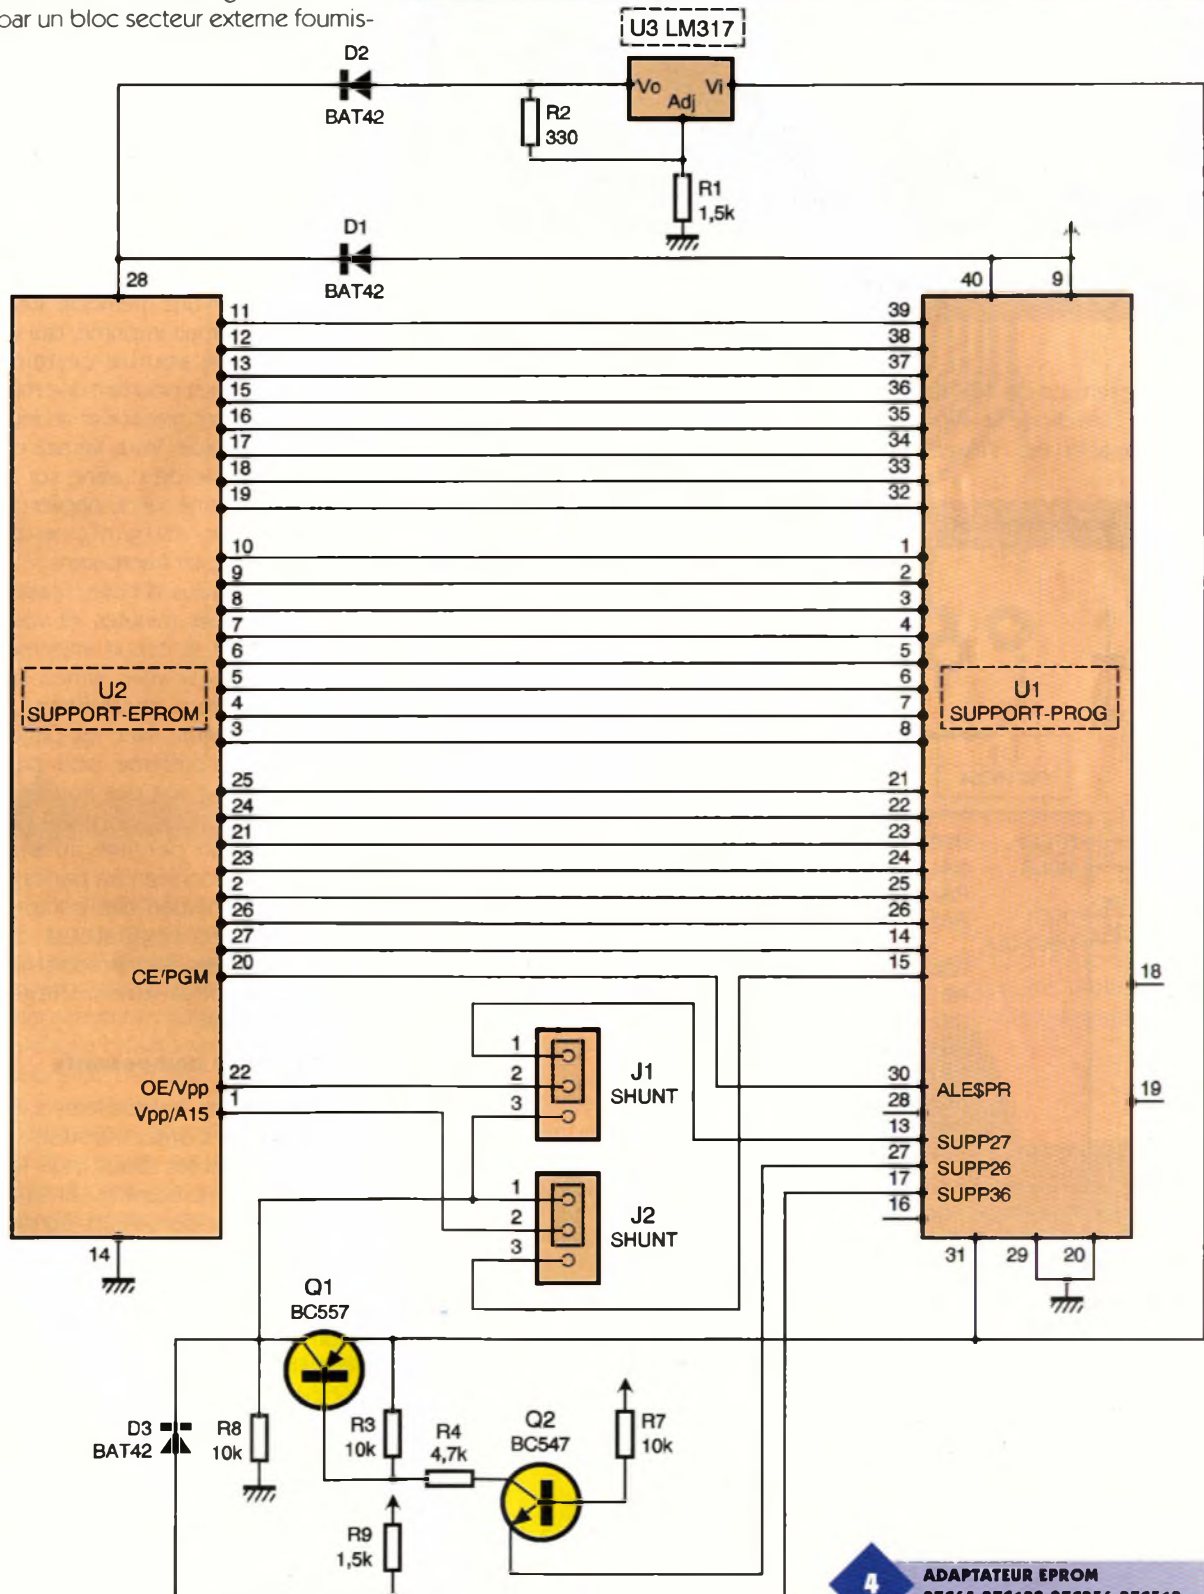 par un bloc secteur externe fournis-
U3 LM317
D2
BAT42
Vo
Vi
Adj
R2
330
R1
1,5k
D1
BAT42
28
40
9
11
39
12
38
13
37
15
36
16
35
17
34
18
33
19
32
10
1
9
2
8
3
7
4
6
5
5
6
4
7
3
8
U2
SUPPORT-EPROM
U1
SUPPORT-PROG
25
21
24
22
21
23
23
24
2
25
26
26
27
14
CE/PGM
20
15
18
1
2
3
J1
SHUNT
OE/Vpp
22
Vpp/A15
1
30
ALE$PR
28
19
13
SUPP27
27
SUPP26
17
SUPP36
16
1
2
3
J2
SHUNT
14
31
29
20
Q1
BC557
D3
BAT42
R8
10k
R3
10k
R4
4,7k
Q2
BC547
R7
10k
R9
1,5k
4
ADAPTATEUR EPROM